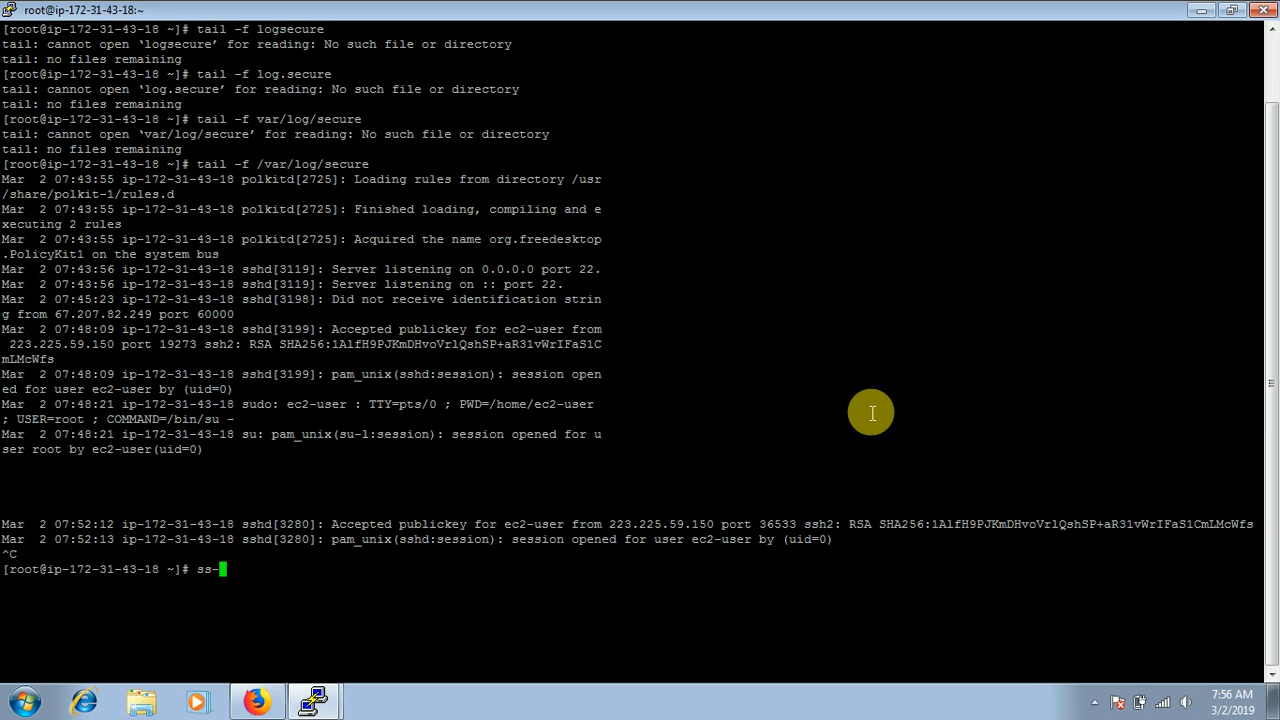 root@ip-172-31-43-18:~
[root@ip-172-31-43-18 ~]# tail -f logsecure
tail: cannot open ‘logsecure’ for reading: No such file or directory
tail: no files remaining
[root@ip-172-31-43-18 ~]# tail -f log.secure
tail: cannot open ‘log.secure’ for reading: No such file or directory
tail: no files remaining
[root@ip-172-31-43-18 ~]# tail -f var/log/secure
tail: cannot open ‘var/log/secure’ for reading: No such file or directory
tail: no files remaining
[root@ip-172-31-43-18 ~]# tail -f /var/log/secure
Mar  2 07:43:55 ip-172-31-43-18 polkitd[2725]: Loading rules from directory /usr
/share/polkit-1/rules.d
Mar  2 07:43:55 ip-172-31-43-18 polkitd[2725]: Finished loading, compiling and e
xecuting 2 rules
Mar  2 07:43:55 ip-172-31-43-18 polkitd[2725]: Acquired the name org.freedesktop
.PolicyKit1 on the system bus
Mar  2 07:43:56 ip-172-31-43-18 sshd[3119]: Server listening on 0.0.0.0 port 22.
Mar  2 07:43:56 ip-172-31-43-18 sshd[3119]: Server listening on :: port 22.
Mar  2 07:45:23 ip-172-31-43-18 sshd[3198]: Did not receive identification strin
g from 67.207.82.249 port 60000
Mar  2 07:48:09 ip-172-31-43-18 sshd[3199]: Accepted publickey for ec2-user from
 223.225.59.150 port 19273 ssh2: RSA SHA256:1AlfH9PJKmDHvoVrlQshSP+aR31vWrIFaS1C
mLMcWfs
Mar  2 07:48:09 ip-172-31-43-18 sshd[3199]: pam_unix(sshd:session): session open
ed for user ec2-user by (uid=0)
Mar  2 07:48:21 ip-172-31-43-18 sudo: ec2-user : TTY=pts/0 ; PWD=/home/ec2-user
; USER=root ; COMMAND=/bin/su -
Mar  2 07:48:21 ip-172-31-43-18 su: pam_unix(su-l:session): session opened for u
ser root by ec2-user(uid=0)
Mar  2 07:52:12 ip-172-31-43-18 sshd[3280]: Accepted publickey for ec2-user from 223.225.59.150 port 36533 ssh2: RSA SHA256:1AlfH9PJKmDHvoVrlQshSP+aR31vWrIFaS1CmLMcWfs
Mar  2 07:52:13 ip-172-31-43-18 sshd[3280]: pam_unix(sshd:session): session opened for user ec2-user by (uid=0)
^C
[root@ip-172-31-43-18 ~]# ss-
7:56 AM
3/2/2019